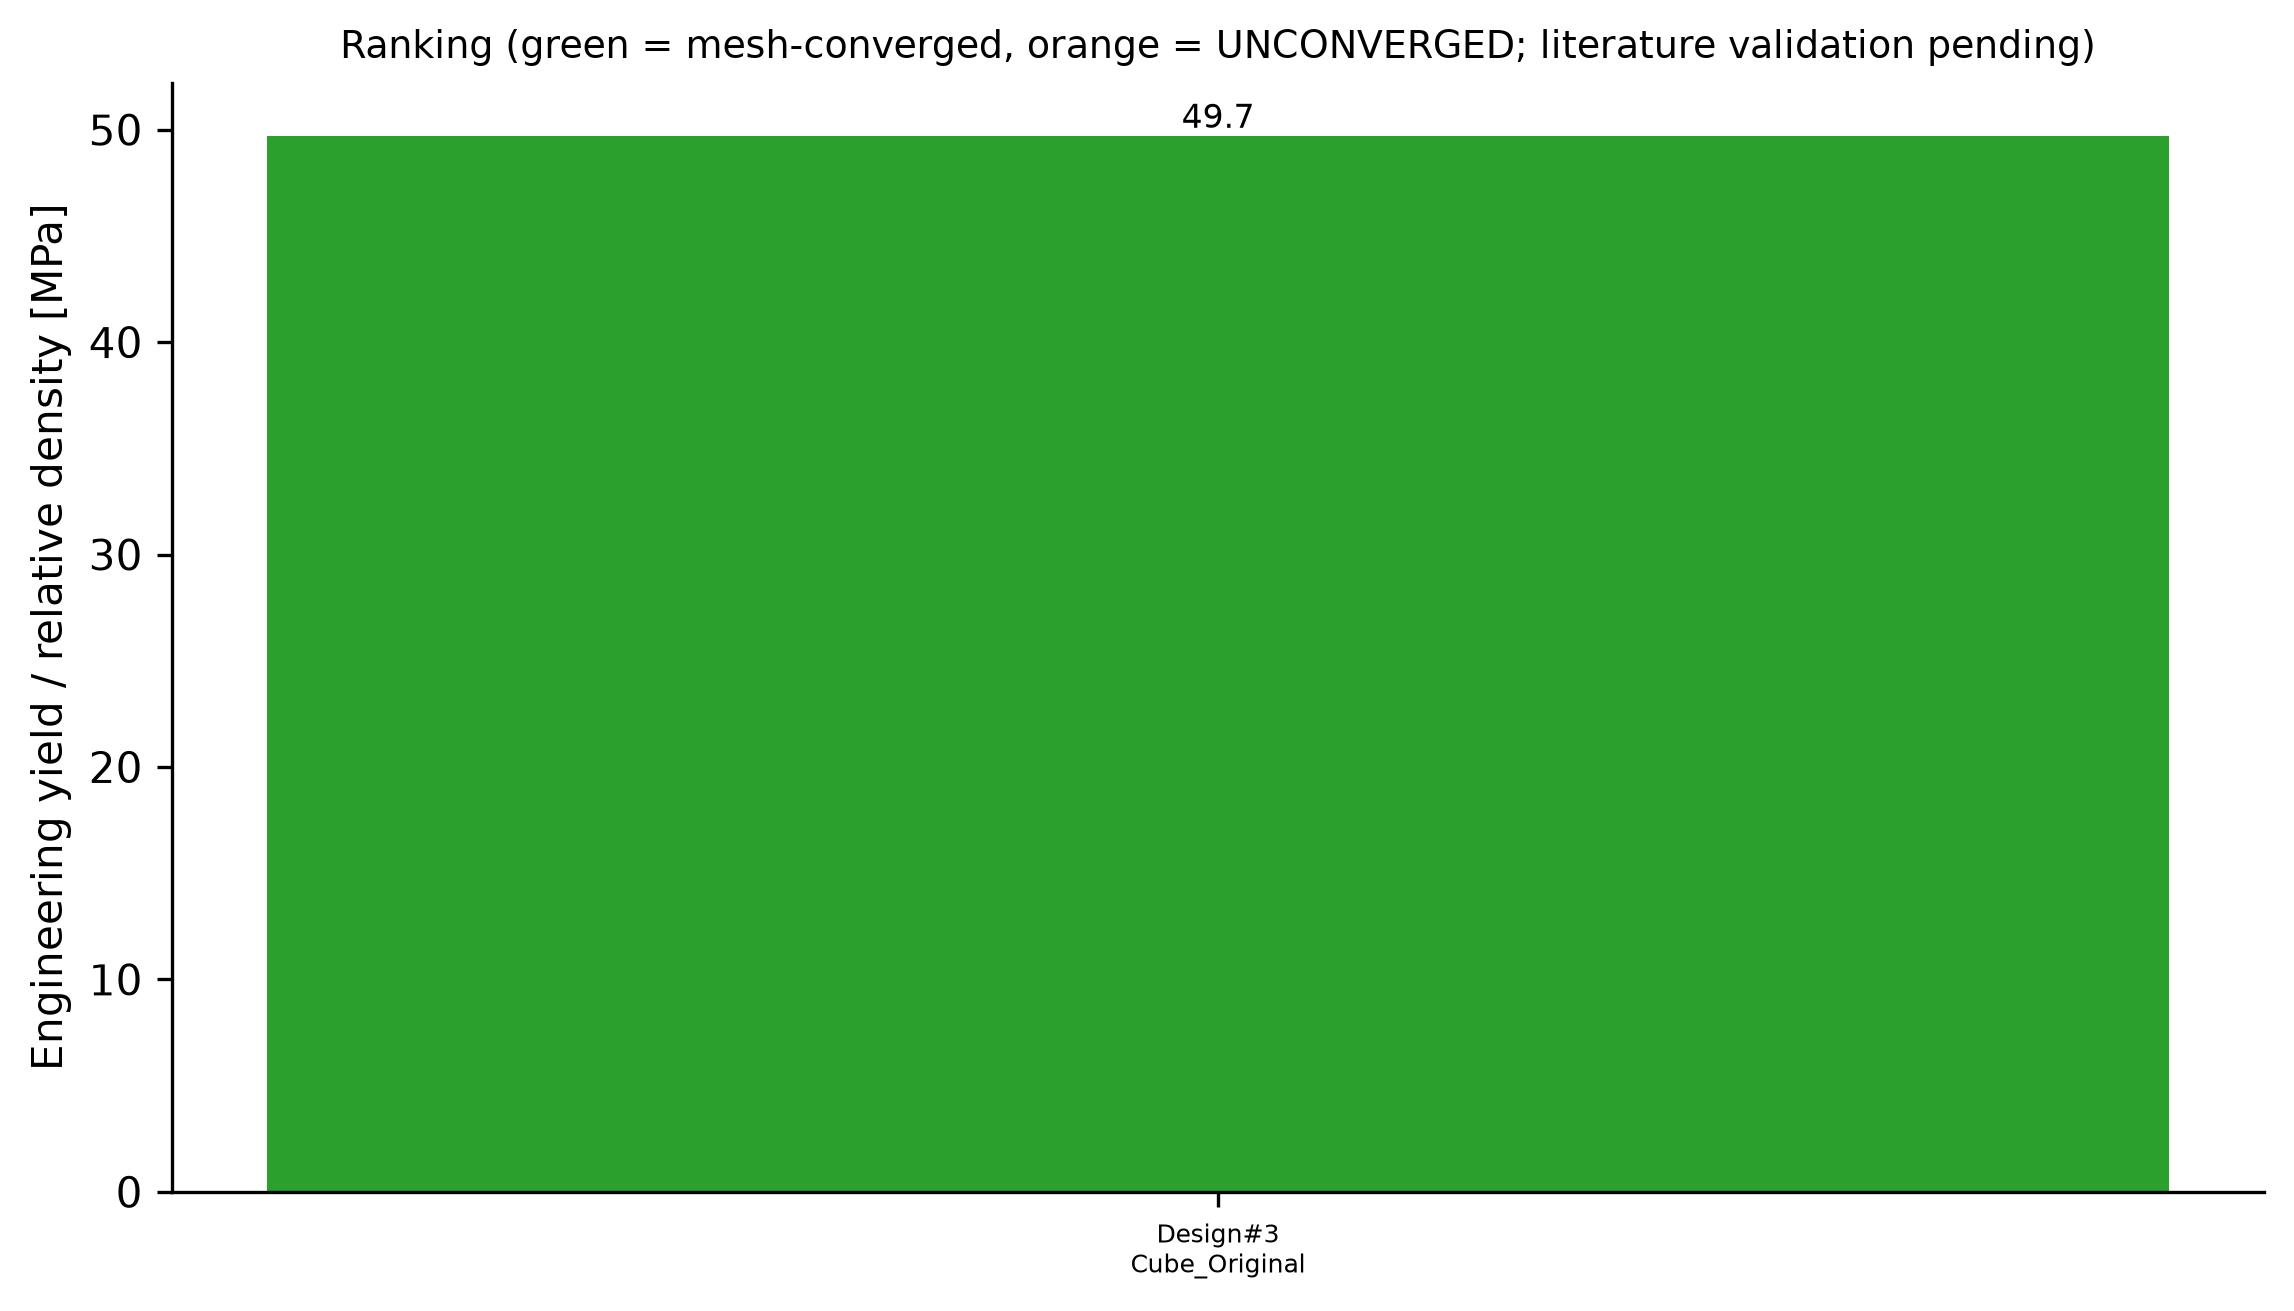 Ranking (green = mesh-converged, orange = UNCONVERGED; literature validation pending)
Engineering yield / relative density [MPa]
50
40
30
20
10
0
49.7
Design#3
Cube_Original